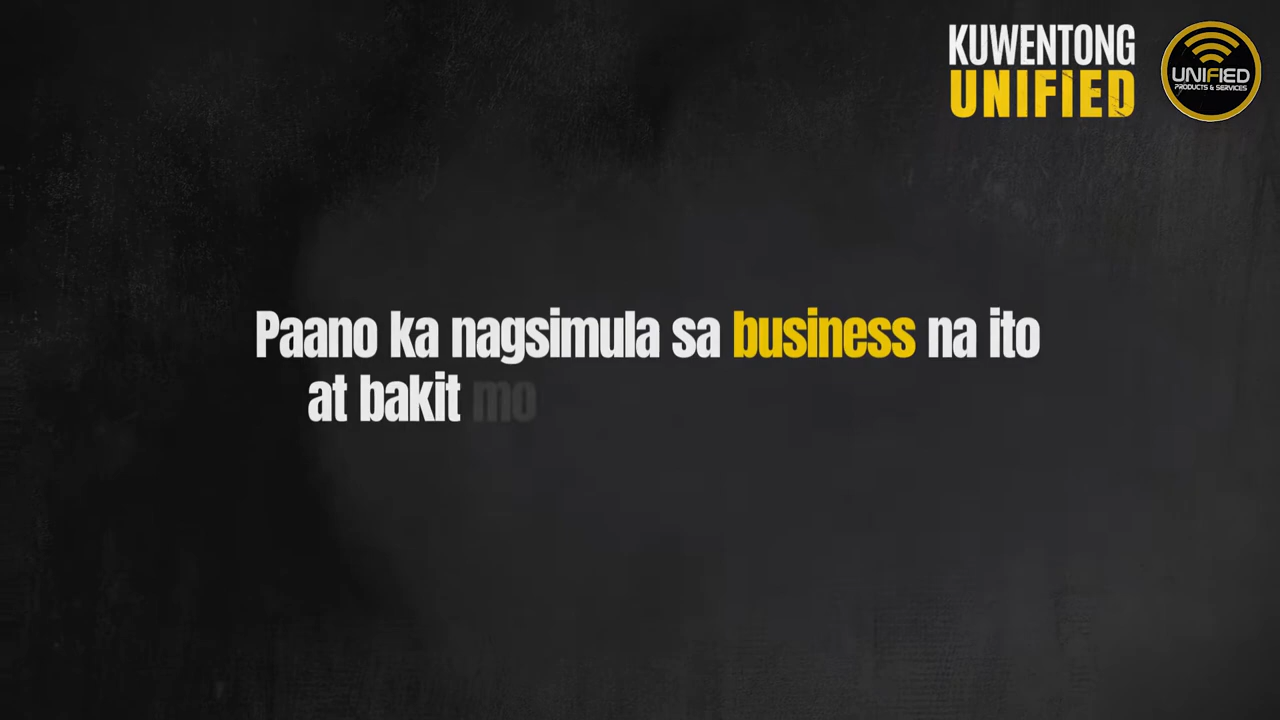 KUWENTONG
UNIFIED
UNIFIED
PRODUCTS & SERVICES
Paano ka nagsimula sa business na ito
at bakit mo